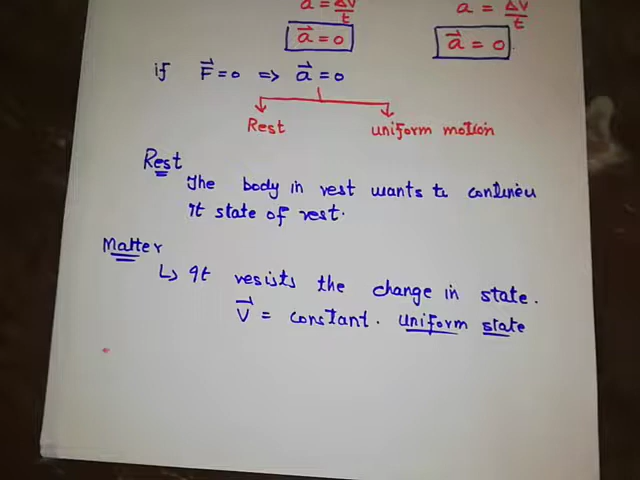 a = ΔV/t a = ΔV/t
a⃗ = 0 a⃗ = 0
if F⃗ = 0 => a⃗ = 0
Rest uniform motion
Rest
The body in rest wants to contineu
It state of rest.
Matter
↳ It resists the change in state.
V⃗ = constant. uniform state